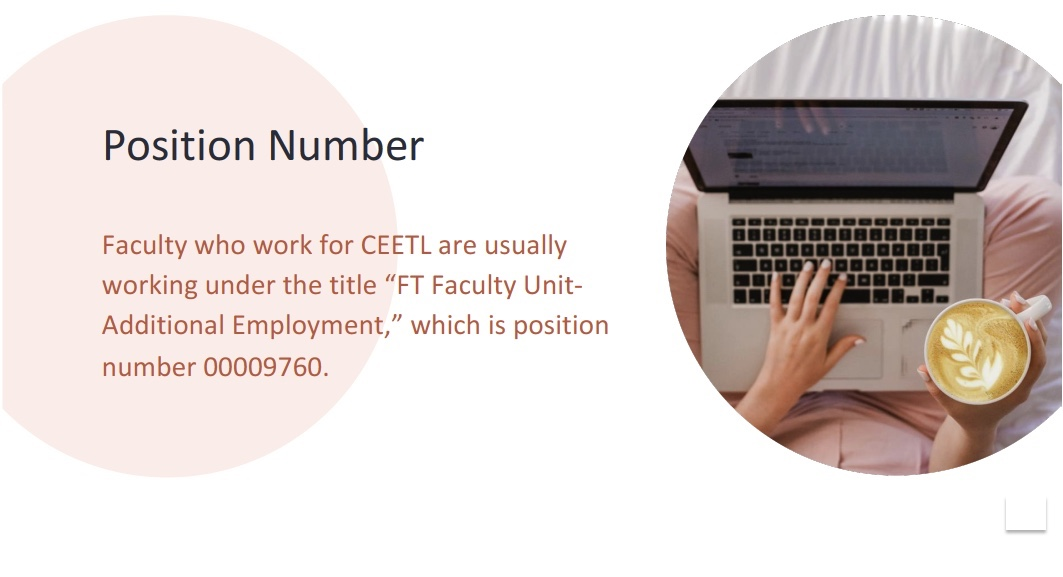 Position Number
Faculty who work for CEETL are usually
working under the title “FT Faculty Unit-
Additional Employment,” which is position
number 00009760.